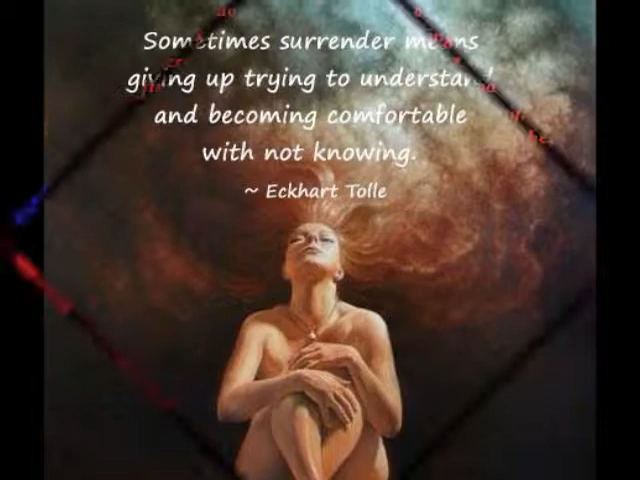 Sometimes surrender means
giving up trying to understand
and becoming comfortable
with not knowing.
~ Eckhart Tolle